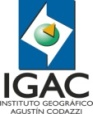 IGAC
INSTITUTO GEOGRÁFICO
AGUSTÍN CODAZZI